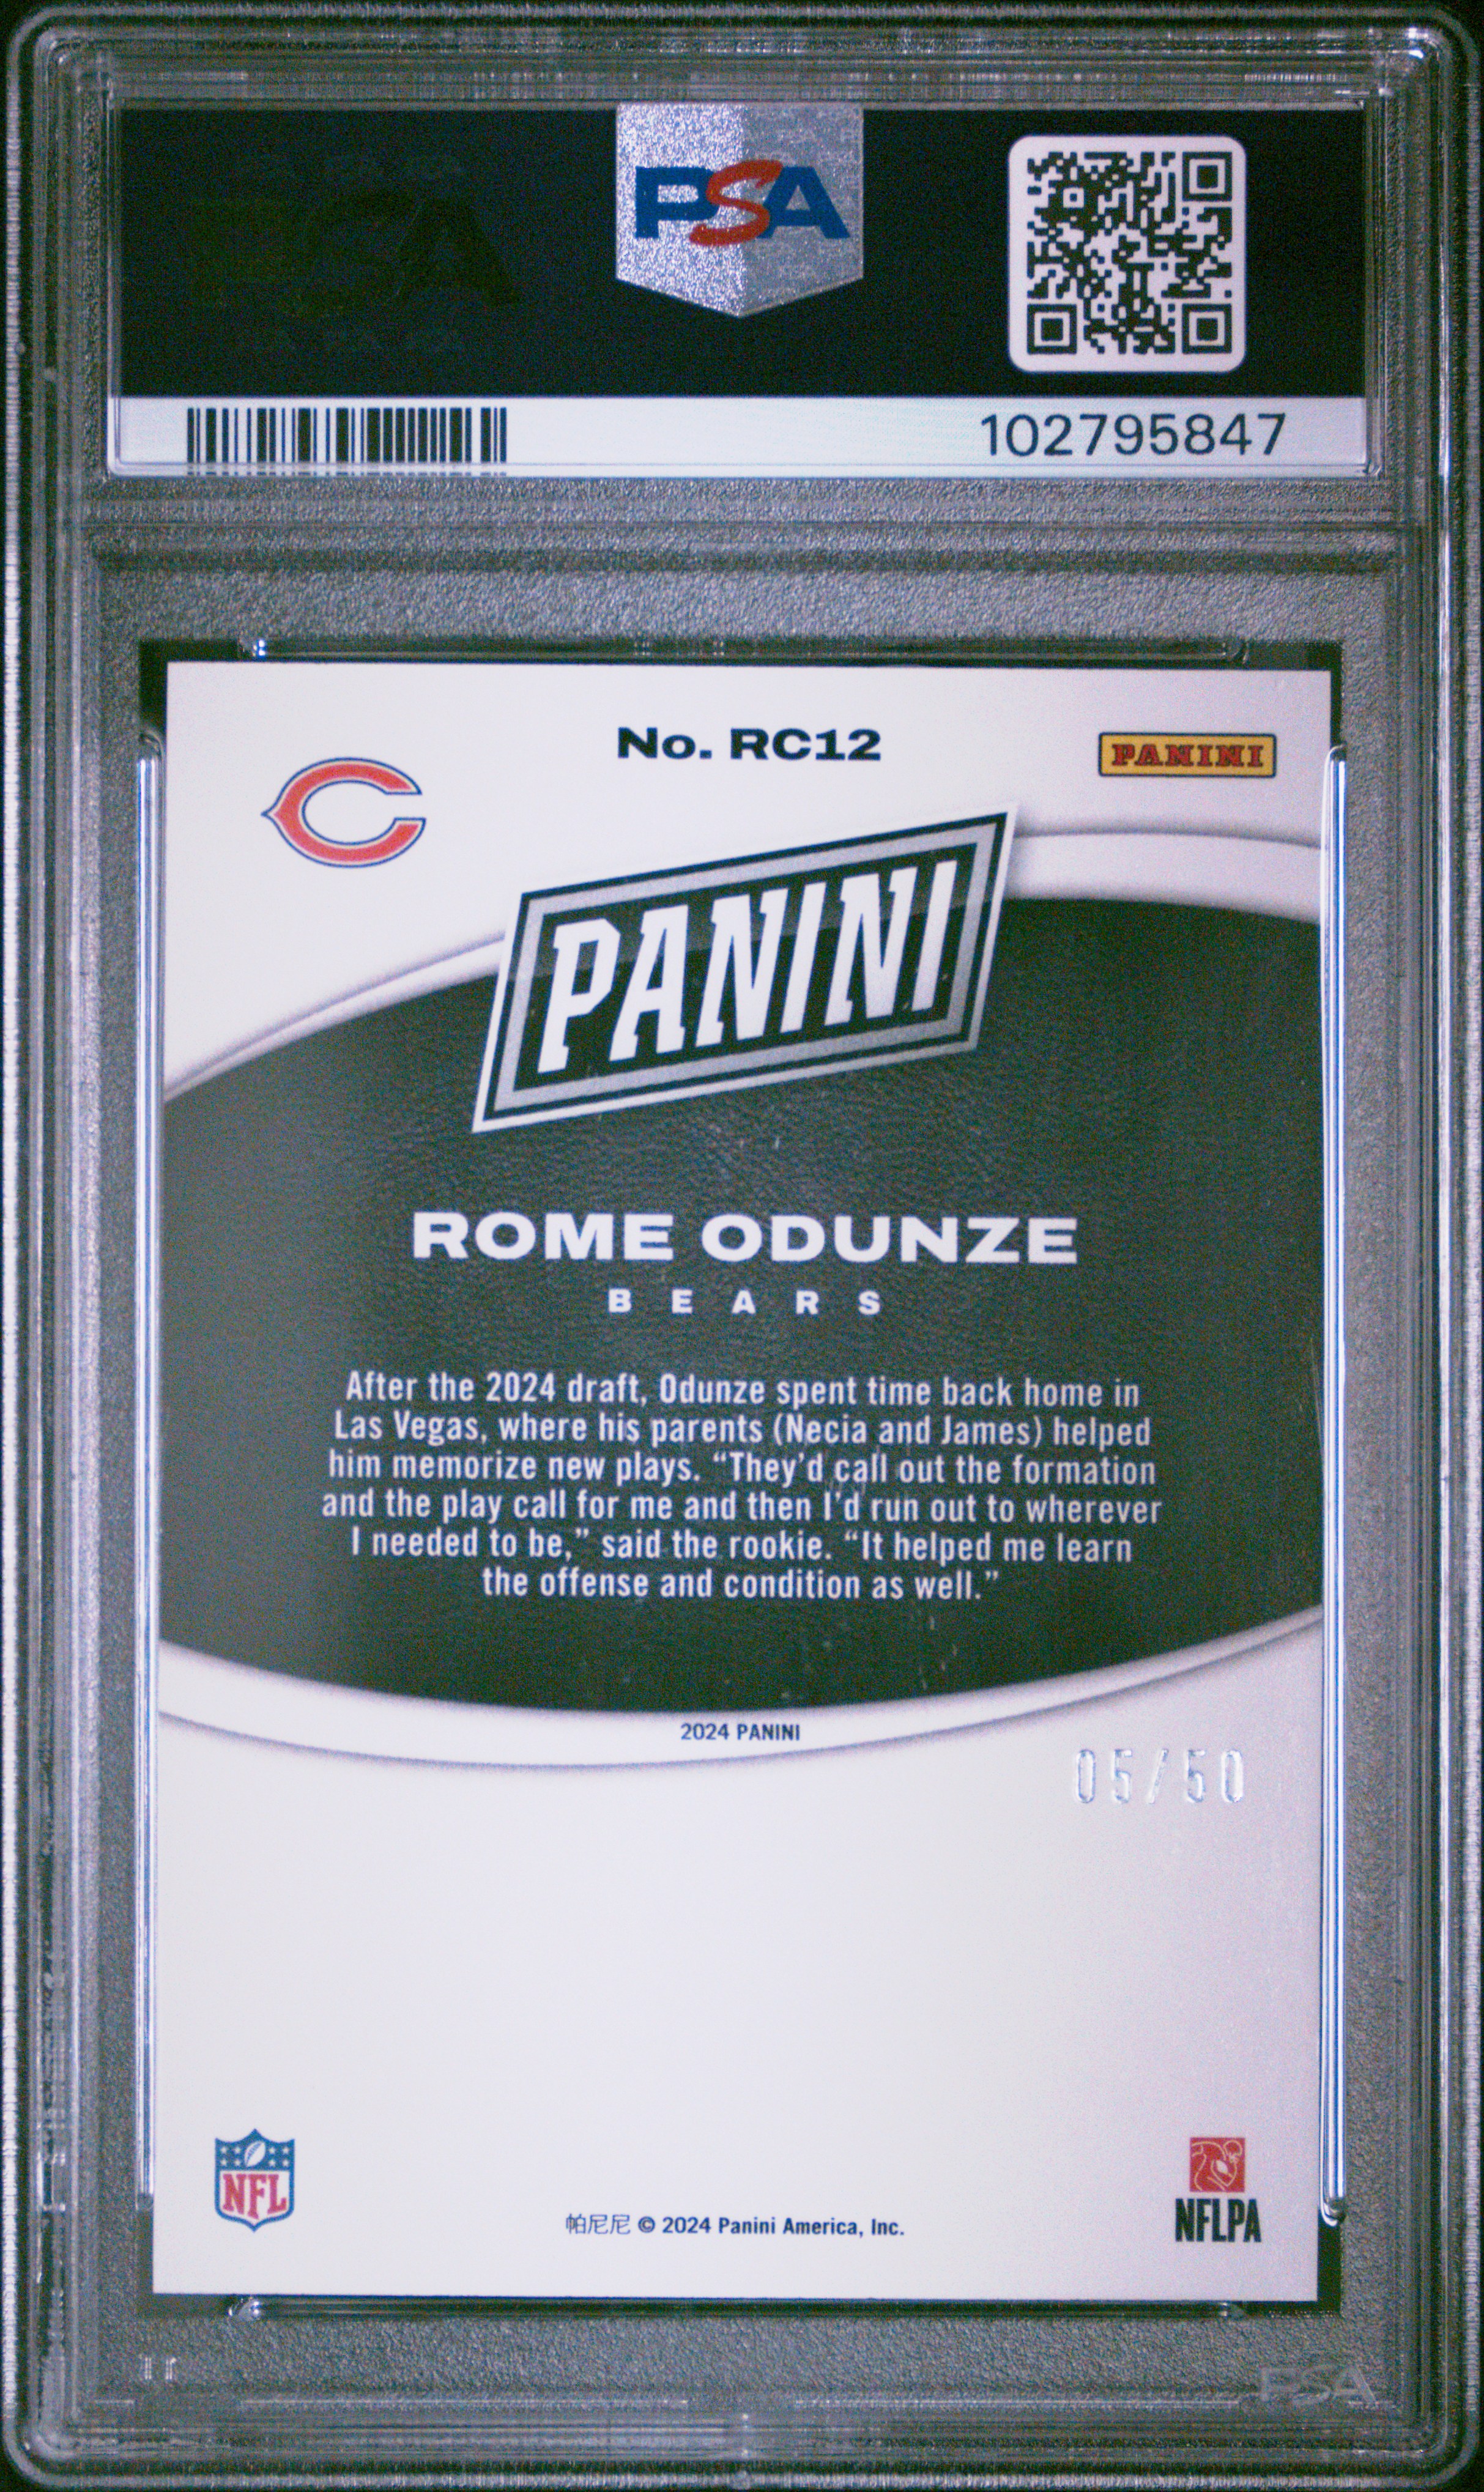 PSA
102795847
No. RC12
PANINI
PANINI
ROME ODUNZE
BEARS
After the 2024 draft, Odunze spent time back home in
Las Vegas, where his parents (Necia and James) helped
him memorize new plays. “They’d call out the formation
and the play call for me and then I’d run out to wherever
I needed to be,” said the rookie. “It helped me learn
the offense and condition as well.”
2024 PANINI
05/50
NFL
帕尼尼 © 2024 Panini America, Inc.
NFLPA
PSA